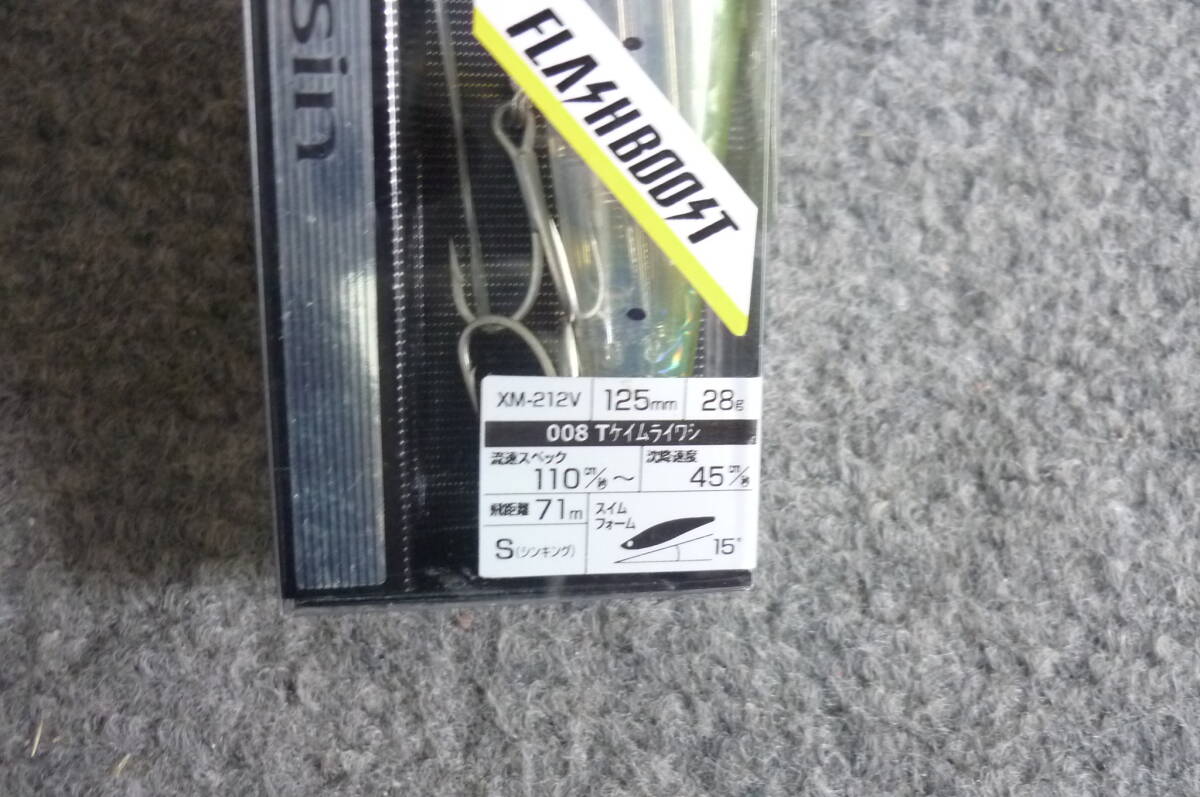 sin
FLASHBOOST
XM-212V 125mm 28g
008 Tケイムライワシ
流速スペック 110cm/秒〜
沈降速度 45cm/秒
飛距離 71m
S(シンキング)
スイム
フォーム
15°